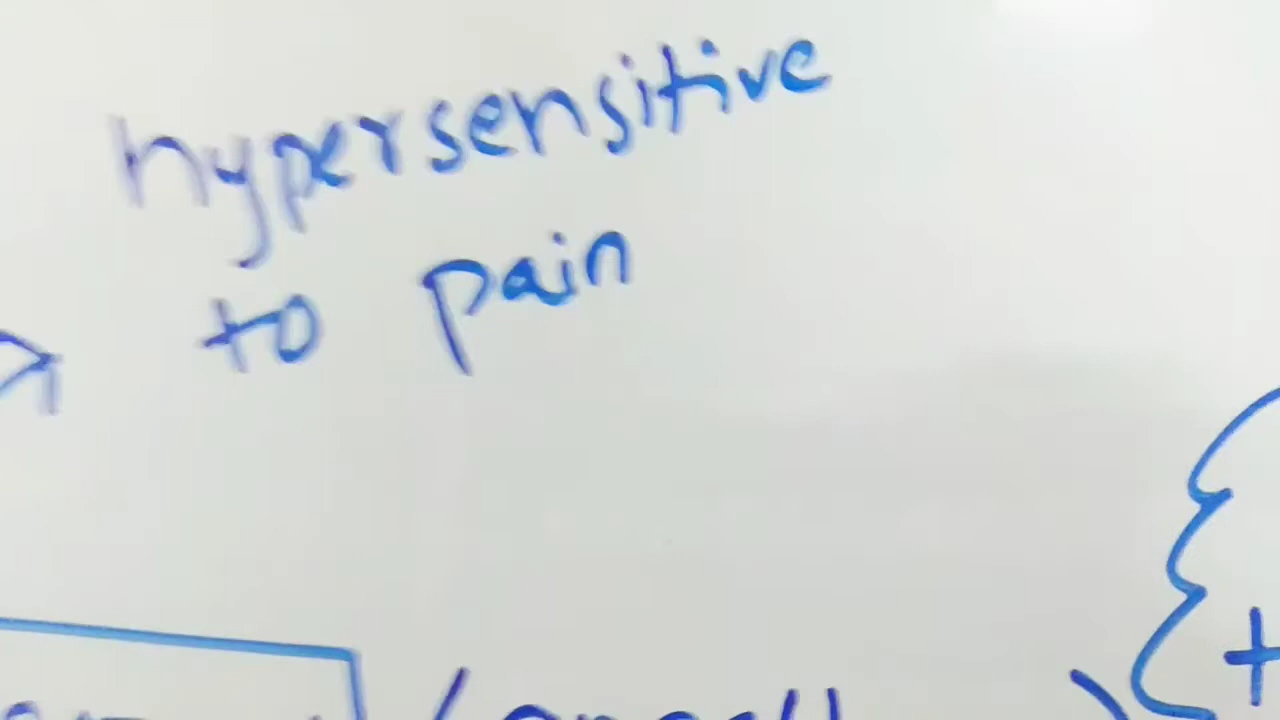 hypersensitive
to pain
+